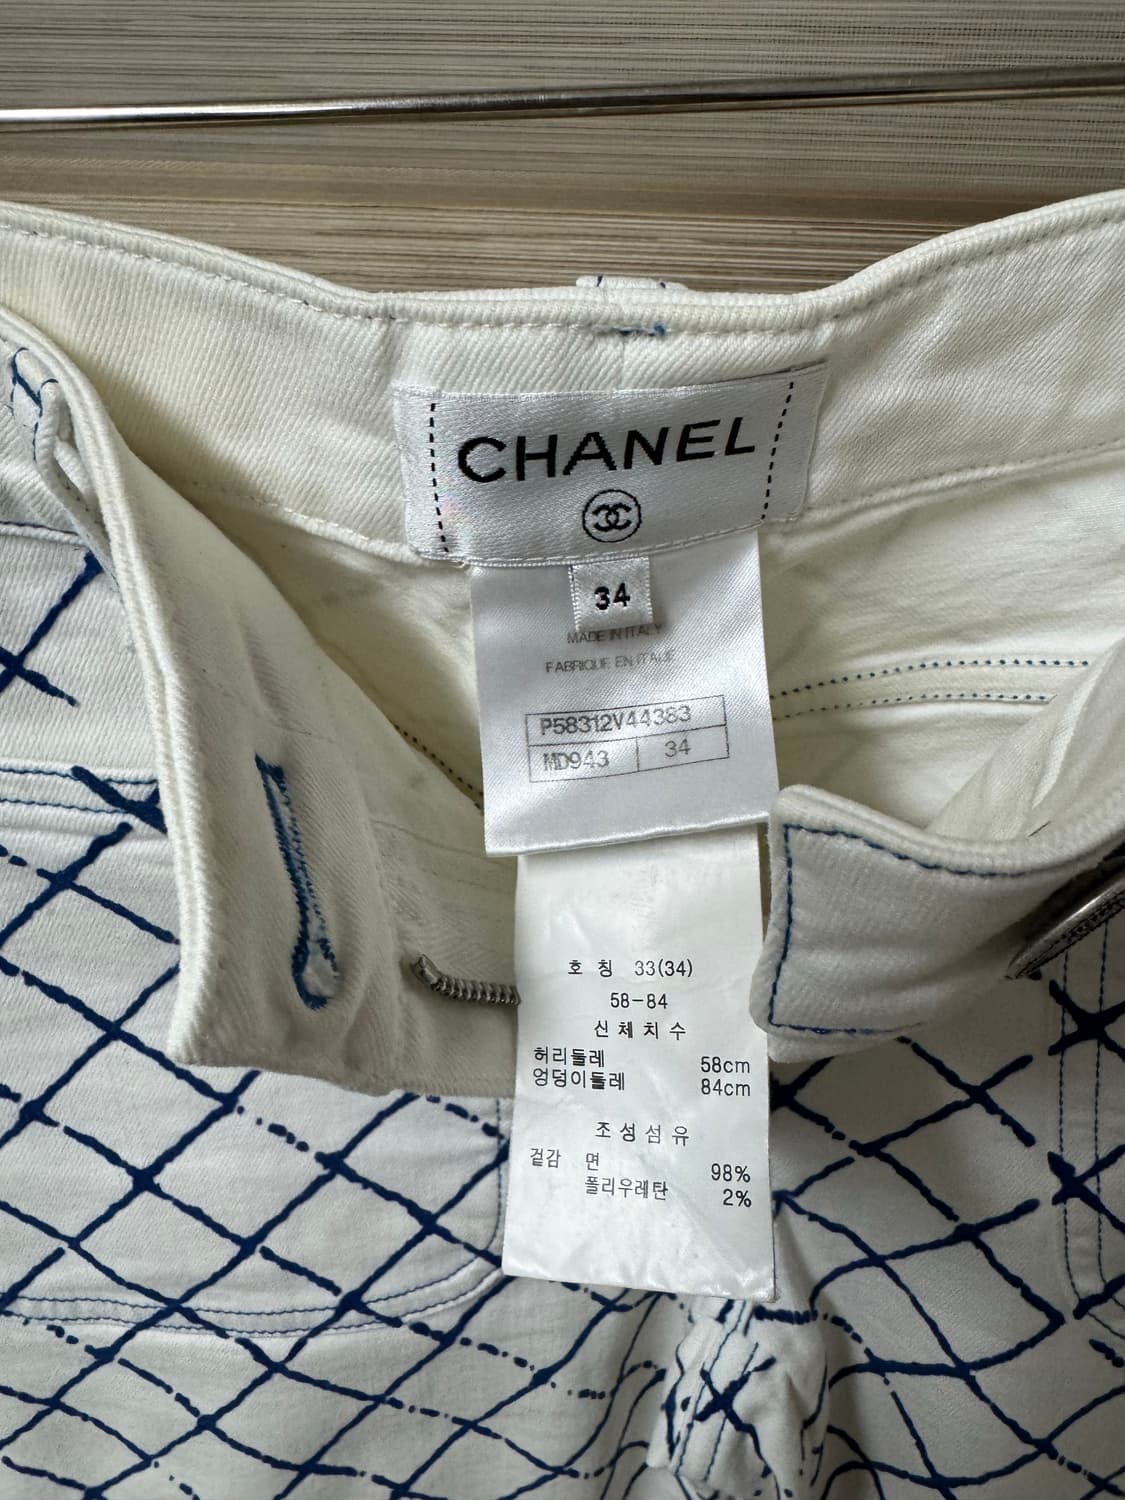 CHANEL
34
MADE IN ITALY
FABRIQUE EN ITALIE
P58312V44383
MD943 34
호 칭 33(34)
58-84
신 체 치 수
허리둘레 58cm
엉덩이둘레 84cm
조 성 섬 유
겉감 면 98%
폴리우레탄 2%